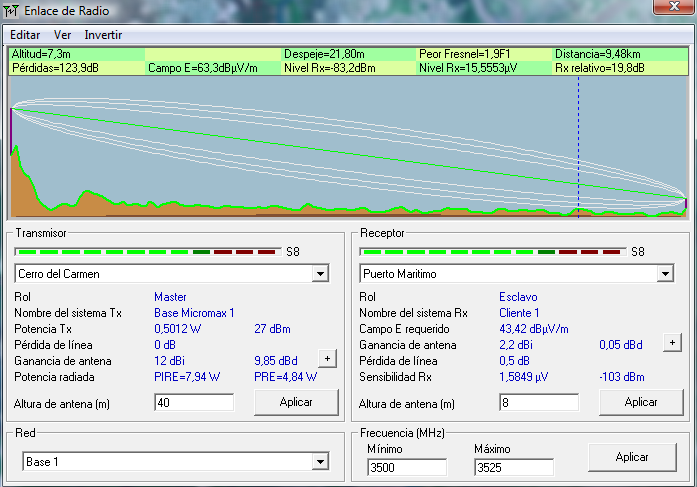 Enlace de Radio
Editar Ver Invertir
Altitud=7,3m Despeje=21,80m Peor Fresnel=1,9F1 Distancia=9,48km
Pérdidas=123,9dB Campo E=63,3dBµV/m Nivel Rx=-83,2dBm Nivel Rx=15,5553µV Rx relativo=19,8dB
Transmisor
S8
Cerro del Carmen
Rol Master
Nombre del sistema Tx Base Micromax 1
Potencia Tx 0,5012 W 27 dBm
Pérdida de línea 0 dB
Ganancia de antena 12 dBi 9,85 dBd +
Potencia radiada PIRE=7,94 W PRE=4,84 W
Altura de antena (m) 40 Aplicar
Receptor
S8
Puerto Maritimo
Rol Esclavo
Nombre del sistema Rx Cliente 1
Campo E requerido 43,42 dBµV/m
Ganancia de antena 2,2 dBi 0,05 dBd +
Pérdida de línea 0,5 dB
Sensibilidad Rx 1,5849 µV -103 dBm
Altura de antena (m) 8 Aplicar
Red
Base 1
Frecuencia (MHz)
Mínimo Máximo
3500 3525 Aplicar